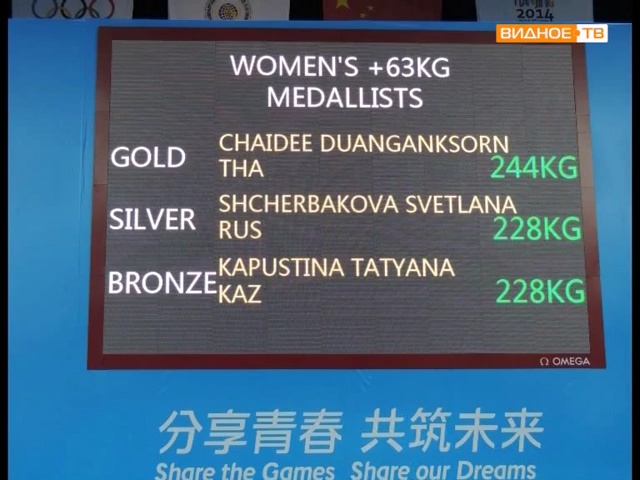 2014
ВИДНОЕ ТВ
WOMEN'S +63KG
MEDALLISTS
GOLD
CHAIDEE DUANGANKSORN
THA
244KG
SILVER
SHCHERBAKOVA SVETLANA
RUS
228KG
BRONZE
KAPUSTINA TATYANA
KAZ
228KG
Ω OMEGA
分享青春 共筑未来
Share the Games Share our Dreams